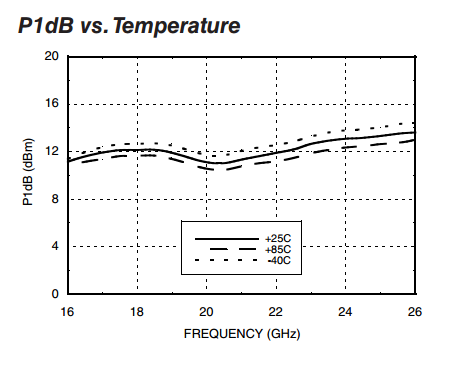 P1dB vs. Temperature
20
16
12
8
4
0
P1dB (dBm)
+25C
+85C
-40C
16 18 20 22 24 26
FREQUENCY (GHz)